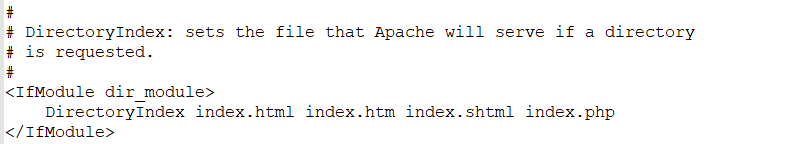 #
# DirectoryIndex: sets the file that Apache will serve if a directory
# is requested.
#
<IfModule dir_module>
    DirectoryIndex index.html index.htm index.shtml index.php
</IfModule>